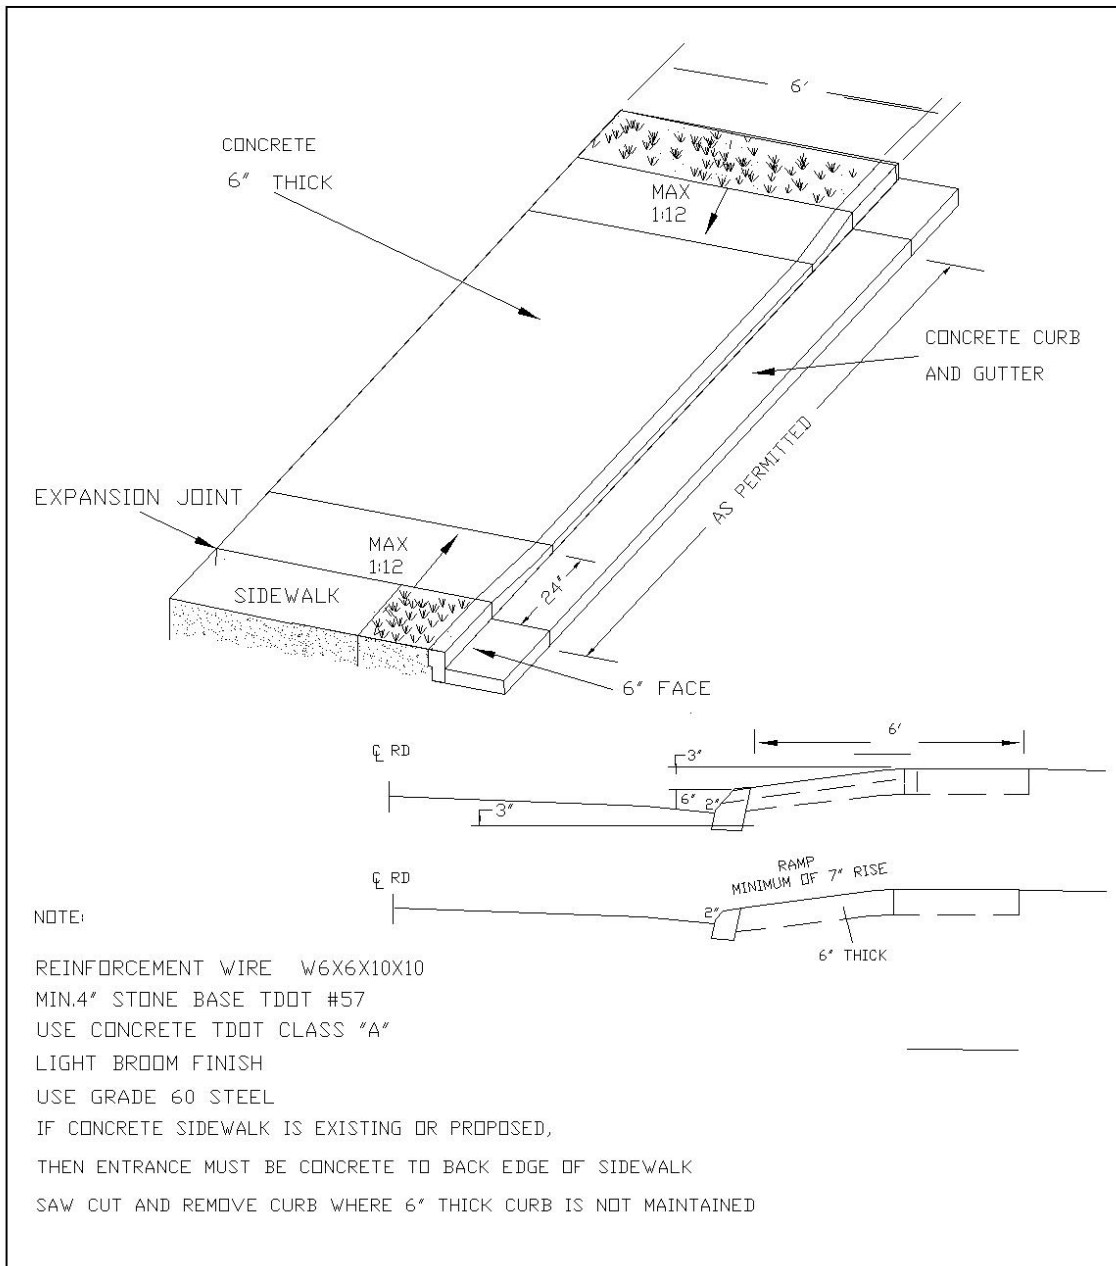 6'
CONCRETE
6" THICK
MAX
1:12
CONCRETE CURB
AND GUTTER
AS PERMITTED
EXPANSION JOINT
MAX
1:12
24"
SIDEWALK
6" FACE
6'
℄ RD
3"
6"
2"
3"
RAMP
MINIMUM OF 7" RISE
℄ RD
2"
6" THICK
NOTE:
REINFORCEMENT WIRE W6X6X10X10
MIN.4" STONE BASE TDOT #57
USE CONCRETE TDOT CLASS "A"
LIGHT BROOM FINISH
USE GRADE 60 STEEL
IF CONCRETE SIDEWALK IS EXISTING OR PROPOSED,
THEN ENTRANCE MUST BE CONCRETE TO BACK EDGE OF SIDEWALK
SAW CUT AND REMOVE CURB WHERE 6" THICK CURB IS NOT MAINTAINED